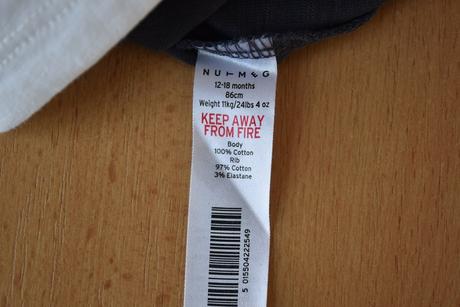 NUTMEG
12-18 months
86cm
Weight 11kg/24lbs 4 oz
KEEP AWAY
FROM FIRE
Body
100% Cotton
Rib
97% Cotton
3% Elastane
5 015504 222549